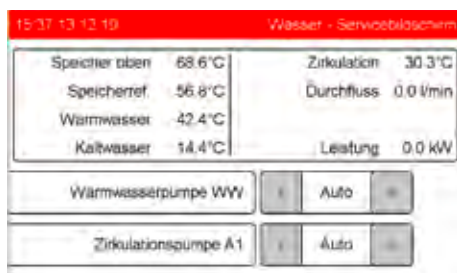 15:37 13.12.19 Wasser - Servicebildschirm
Speicher oben 68.6°C Zirkulation 30.3°C
Speicherref. 56.8°C Durchfluss 0.0 l/min
Warmwasser 42.4°C
Kaltwasser 14.4°C Leistung 0.0 kW
Warmwasserpumpe WW Auto
Zirkulationspumpe A1 Auto